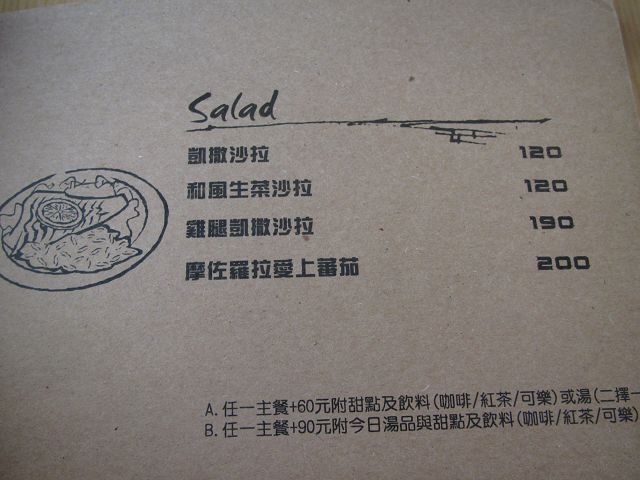 Salad
凱撒沙拉 120
和風生菜沙拉 120
雞腿凱撒沙拉 190
摩佐羅拉愛上蕃茄 200
A. 任一主餐+60元附甜點及飲料(咖啡/紅茶/可樂)或湯(二擇一
B. 任一主餐+90元附今日湯品與甜點及飲料(咖啡/紅茶/可樂)